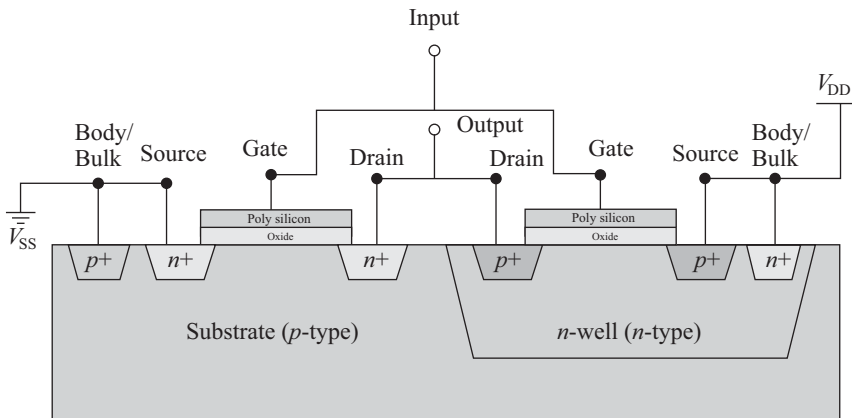 Input
V_DD
Output
Body/
Bulk
Source
Gate
Drain
Drain
Gate
Source
Body/
Bulk
Poly silicon
Oxide
Poly silicon
Oxide
V_SS
p+
n+
n+
p+
p+
n+
Substrate (p-type)
n-well (n-type)